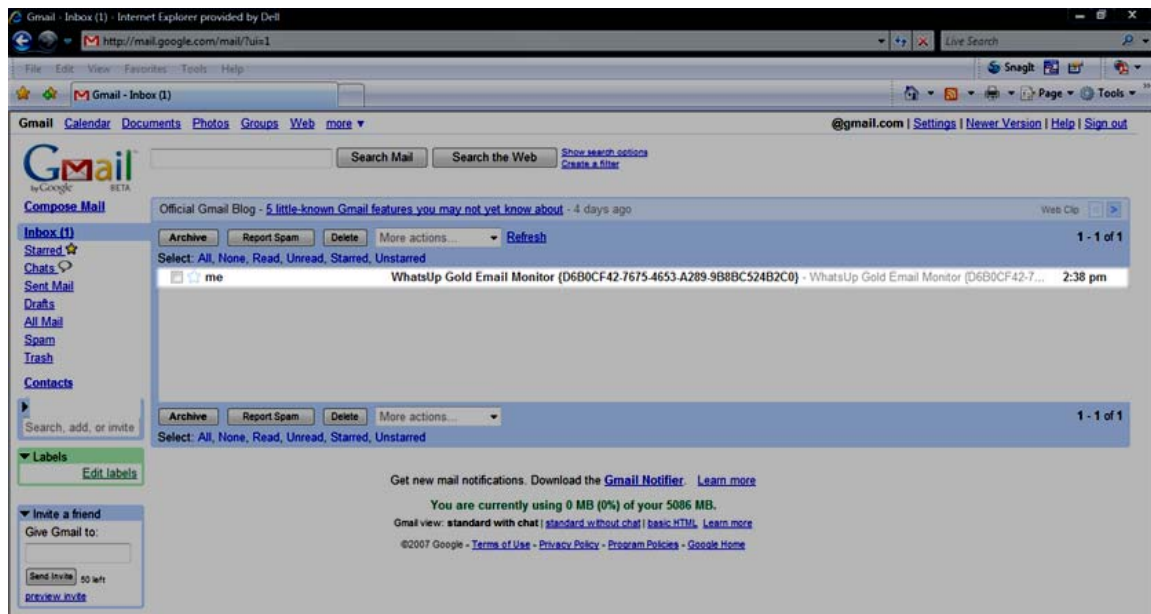 Gmail - Inbox (1) - Internet Explorer provided by Dell
http://mail.google.com/mail/?ui=1
Live Search
File Edit View Favorites Tools Help
SnagIt
Gmail - Inbox (1)
Page Tools
Gmail Calendar Documents Photos Groups Web more
@gmail.com | Settings | Newer Version | Help | Sign out
Gmail
by Google BETA
Search Mail Search the Web
Show search options
Create a filter
Compose Mail
Official Gmail Blog - 5 little-known Gmail features you may not yet know about - 4 days ago
Web Clip < >
Inbox (1)
Archive Report Spam Delete More actions... Refresh
1 - 1 of 1
Starred
Select: All, None, Read, Unread, Starred, Unstarred
Chats
me WhatsUp Gold Email Monitor {D6B0CF42-7675-4653-A289-9B8BC524B2C0} - WhatsUp Gold Email Monitor {D6B0CF42-7... 2:38 pm
Sent Mail
Drafts
All Mail
Spam
Trash
Contacts
Search, add, or invite
Archive Report Spam Delete More actions...
1 - 1 of 1
Select: All, None, Read, Unread, Starred, Unstarred
Labels
Edit labels
Get new mail notifications. Download the Gmail Notifier. Learn more
You are currently using 0 MB (0%) of your 5086 MB.
Gmail view: standard with chat | standard without chat | basic HTML Learn more
©2007 Google - Terms of Use - Privacy Policy - Program Policies - Google Home
Invite a friend
Give Gmail to:
Send Invite 50 left
preview invite